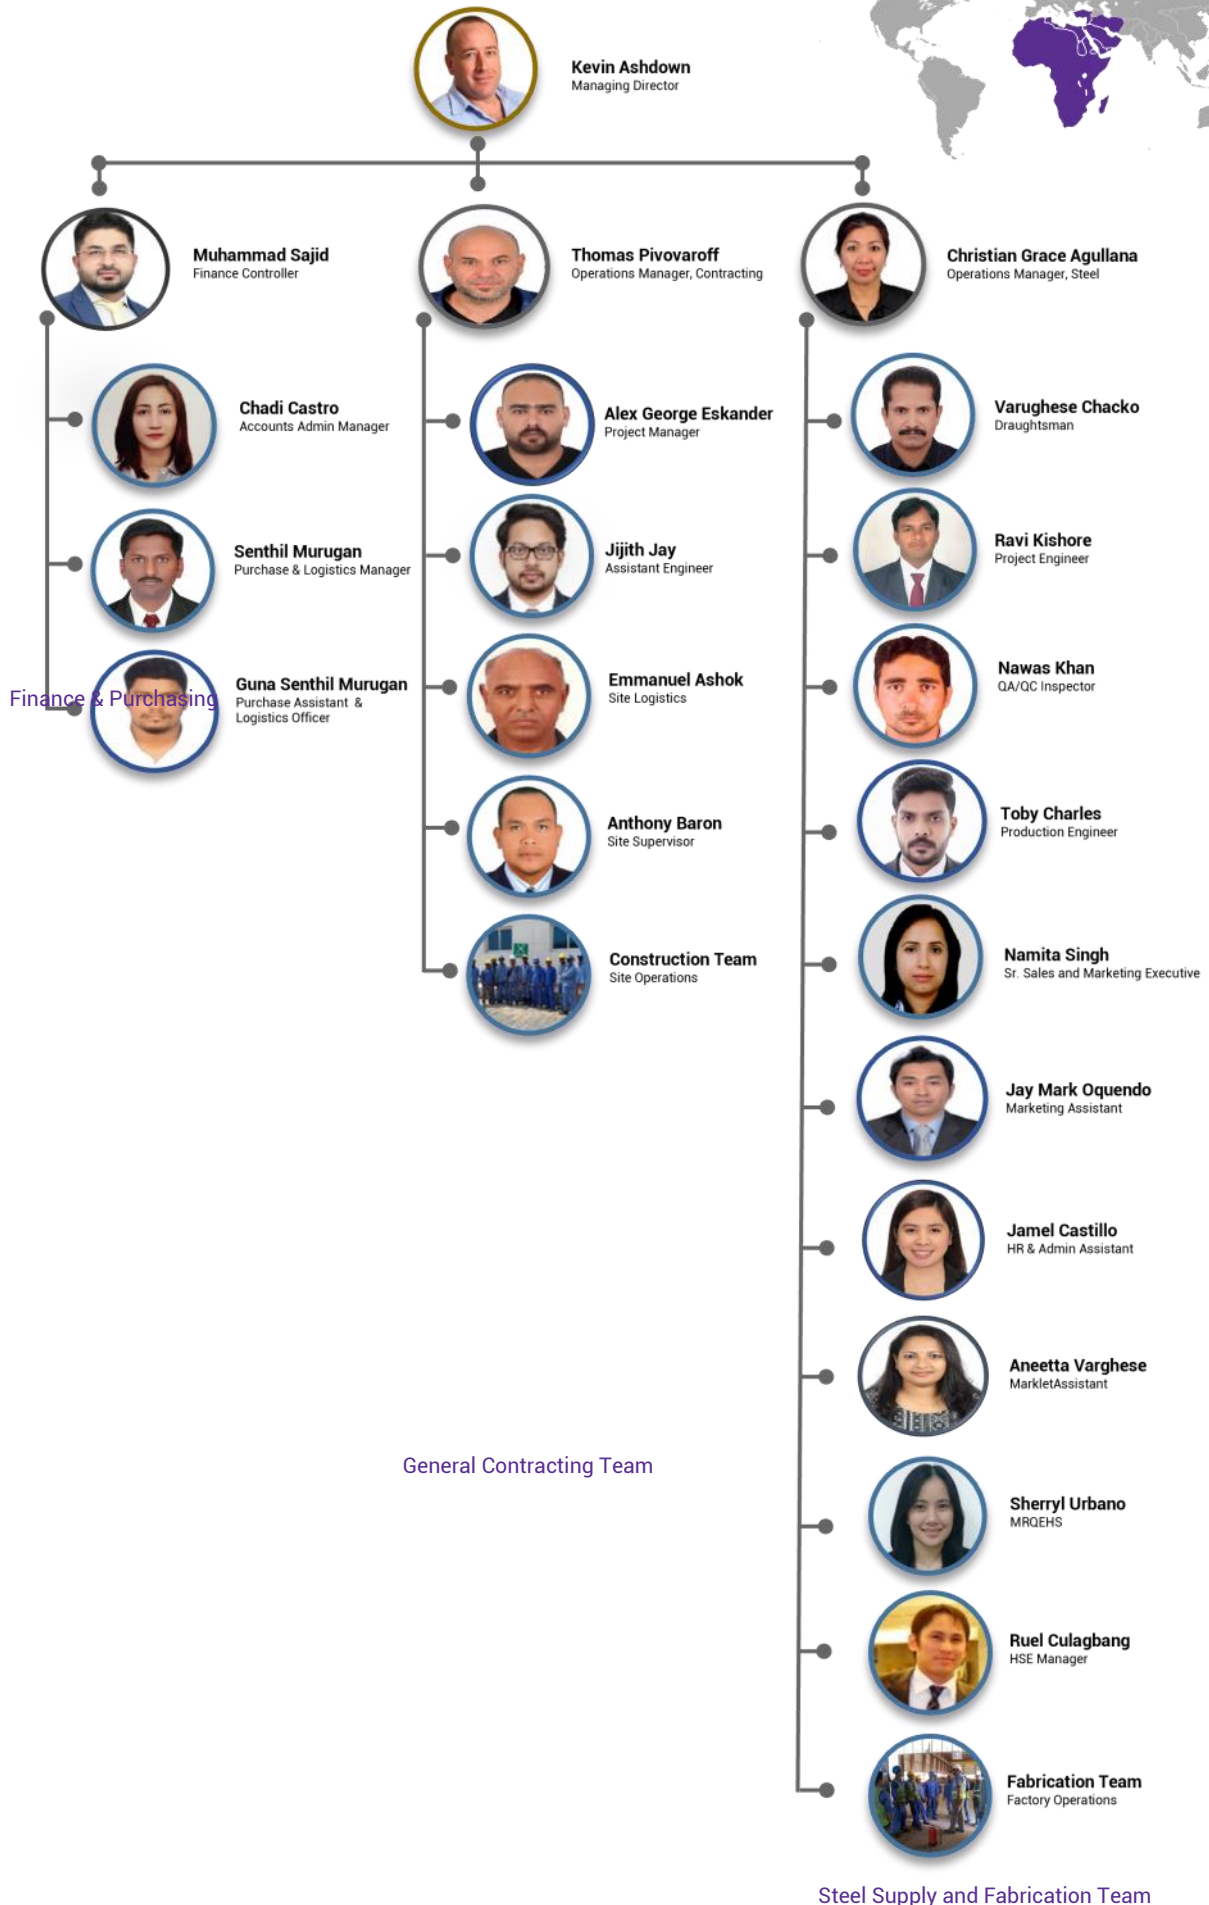 Kevin Ashdown
Managing Director
Muhammad Sajid
Finance Controller
Thomas Pivovaroff
Operations Manager, Contracting
Christian Grace Agullana
Operations Manager, Steel
Chadi Castro
Accounts Admin Manager
Senthil Murugan
Purchase & Logistics Manager
Guna Senthil Murugan
Purchase Assistant &
Logistics Officer
Finance & Purchasing
Alex George Eskander
Project Manager
Jijith Jay
Assistant Engineer
Emmanuel Ashok
Site Logistics
Anthony Baron
Site Supervisor
Construction Team
Site Operations
General Contracting Team
Varughese Chacko
Draughtsman
Ravi Kishore
Project Engineer
Nawas Khan
QA/QC Inspector
Toby Charles
Production Engineer
Namita Singh
Sr. Sales and Marketing Executive
Jay Mark Oquendo
Marketing Assistant
Jamel Castillo
HR & Admin Assistant
Aneetta Varghese
MarkletAssistant
Sherryl Urbano
MRQEHS
Ruel Culagbang
HSE Manager
Fabrication Team
Factory Operations
Steel Supply and Fabrication Team